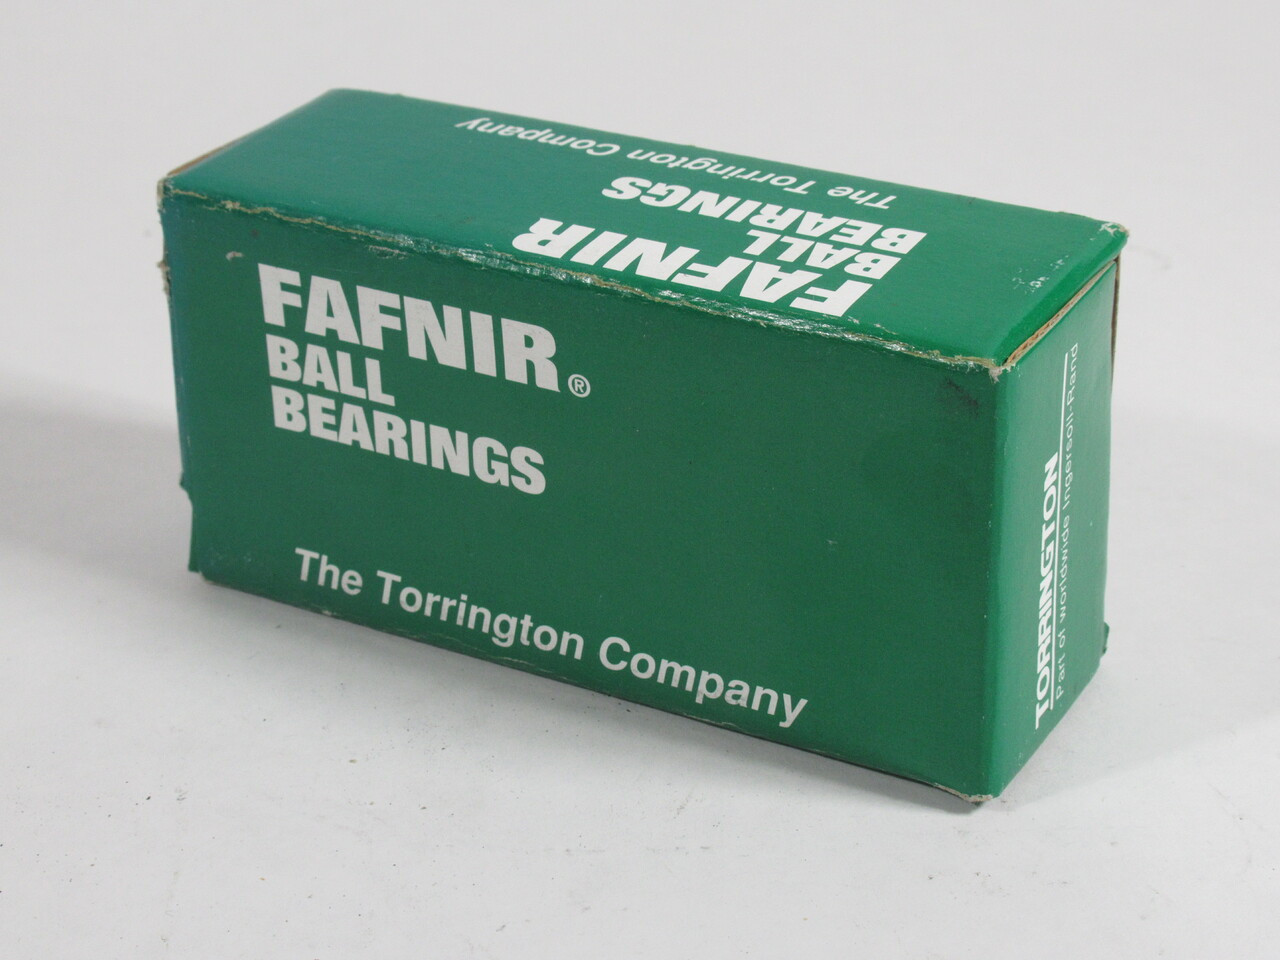 The Torrington Company
FAFNIR
BALL
BEARINGS
FAFNIR®
BALL
BEARINGS
The Torrington Company
TORRINGTON
Part of worldwide Ingersoll-Rand